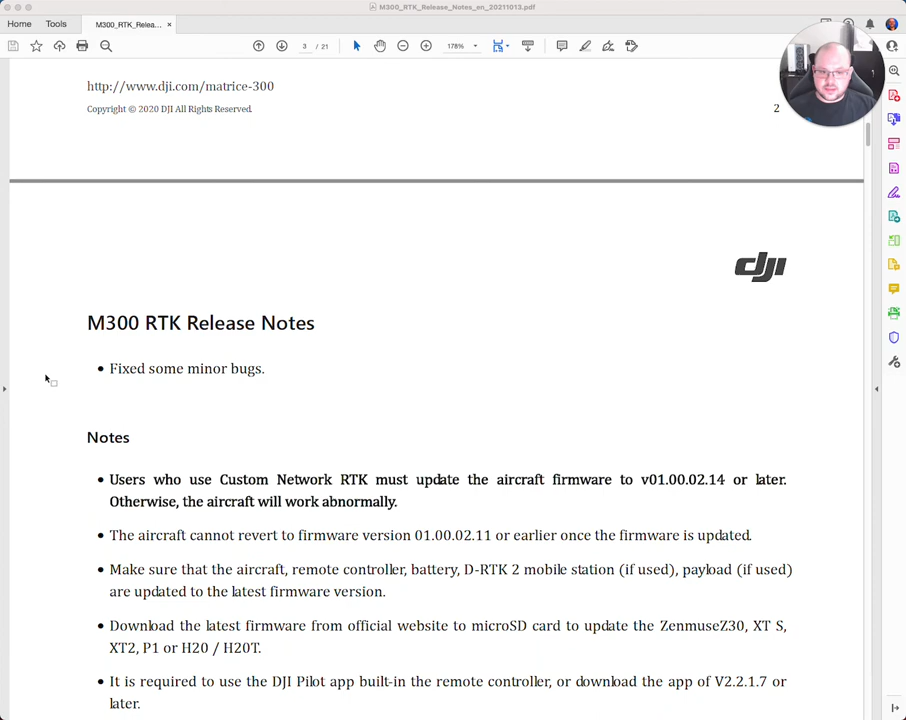 M300_RTK_Release_Notes_en_20211013.pdf
Home
Tools
M300_RTK_Relea... ×
3 / 21
178%
http://www.dji.com/matrice-300
Copyright © 2020 DJI All Rights Reserved.
2
dji
M300 RTK Release Notes
• Fixed some minor bugs.
Notes
• Users who use Custom Network RTK must update the aircraft firmware to v01.00.02.14 or later.
Otherwise, the aircraft will work abnormally.
• The aircraft cannot revert to firmware version 01.00.02.11 or earlier once the firmware is updated.
• Make sure that the aircraft, remote controller, battery, D-RTK 2 mobile station (if used), payload (if used)
are updated to the latest firmware version.
• Download the latest firmware from official website to microSD card to update the ZenmuseZ30, XT S,
XT2, P1 or H20 / H20T.
• It is required to use the DJI Pilot app built-in the remote controller, or download the app of V2.2.1.7 or
later.